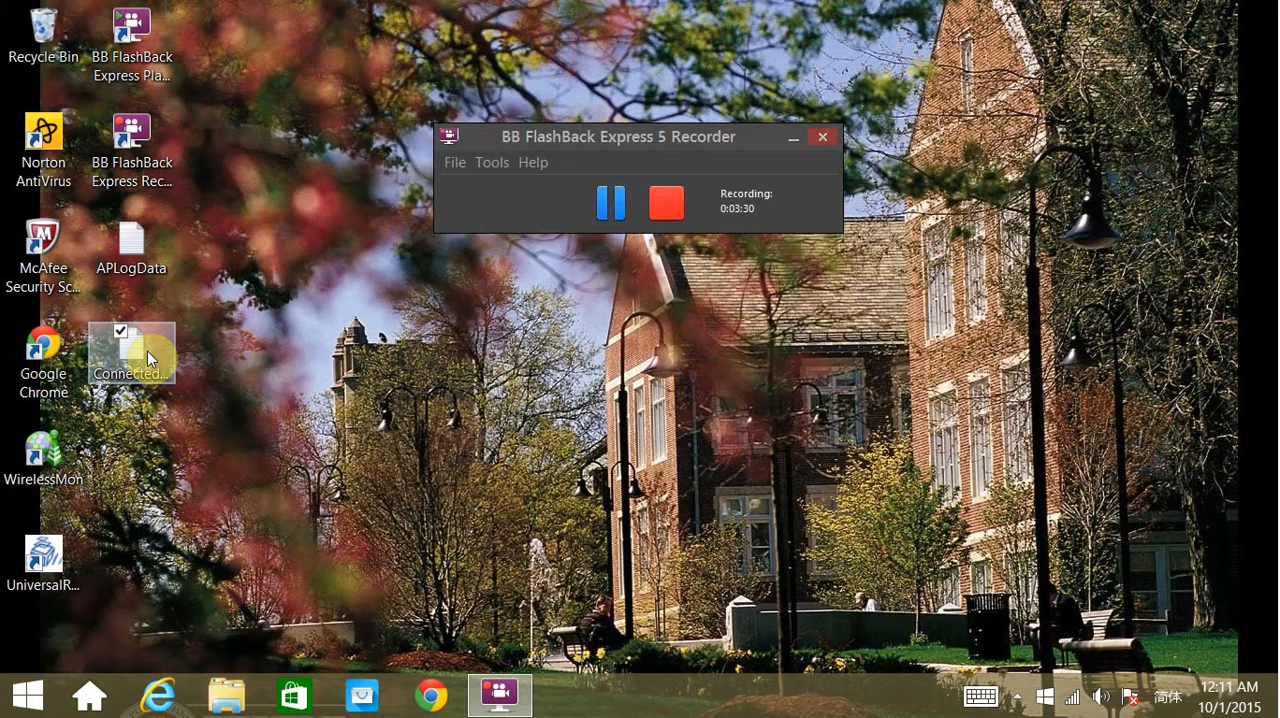 Recycle Bin
BB FlashBack
Express Pla...
Norton
AntiVirus
BB FlashBack
Express Rec...
McAfee
Security Sc...
APLogData
Google
Chrome
Connected...
WirelessMon
UniversalR...
BB FlashBack Express 5 Recorder
File Tools Help
Recording:
0:03:30
简体
12:11 AM
10/1/2015